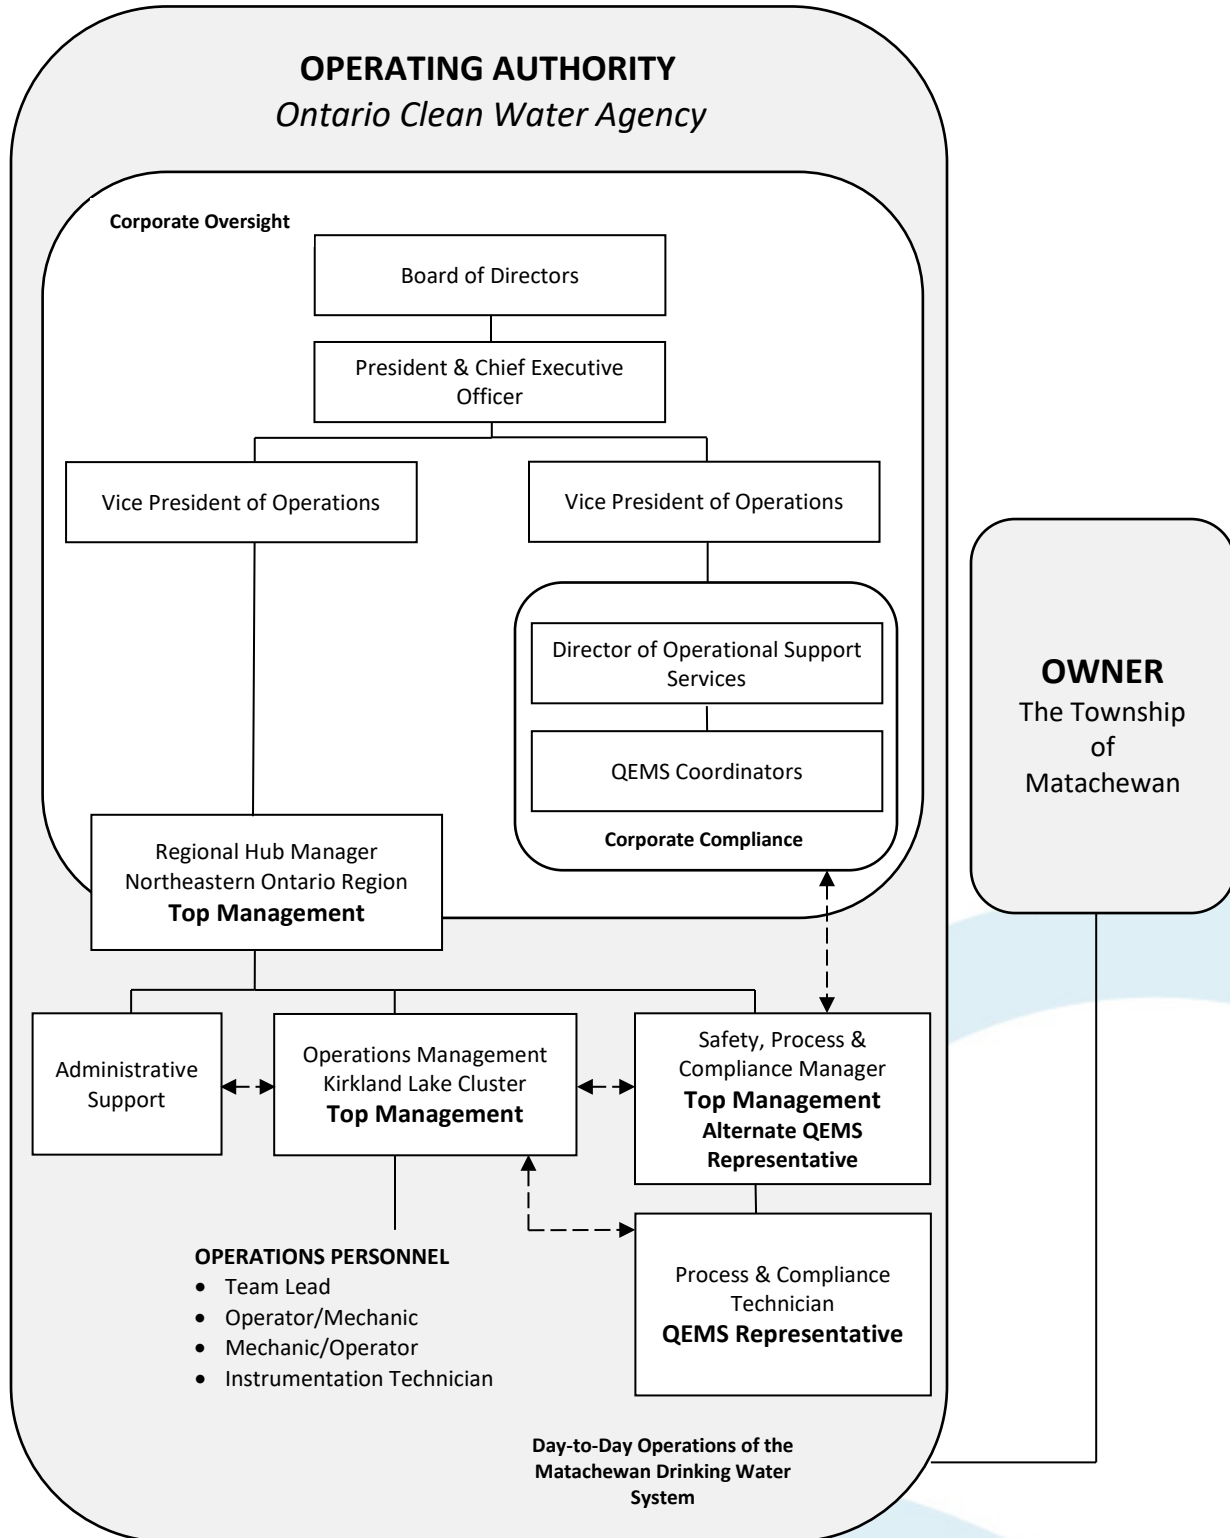 OPERATING AUTHORITY
Ontario Clean Water Agency
Corporate Oversight
Board of Directors
President & Chief Executive
Officer
Vice President of Operations
Vice President of Operations
Director of Operational Support
Services
QEMS Coordinators
Corporate Compliance
OWNER
The Township
of
Matachewan
Regional Hub Manager
Northeastern Ontario Region
Top Management
Administrative
Support
Operations Management
Kirkland Lake Cluster
Top Management
Safety, Process &
Compliance Manager
Top Management
Alternate QEMS
Representative
OPERATIONS PERSONNEL
• Team Lead
• Operator/Mechanic
• Mechanic/Operator
• Instrumentation Technician
Process & Compliance
Technician
QEMS Representative
Day-to-Day Operations of the
Matachewan Drinking Water
System